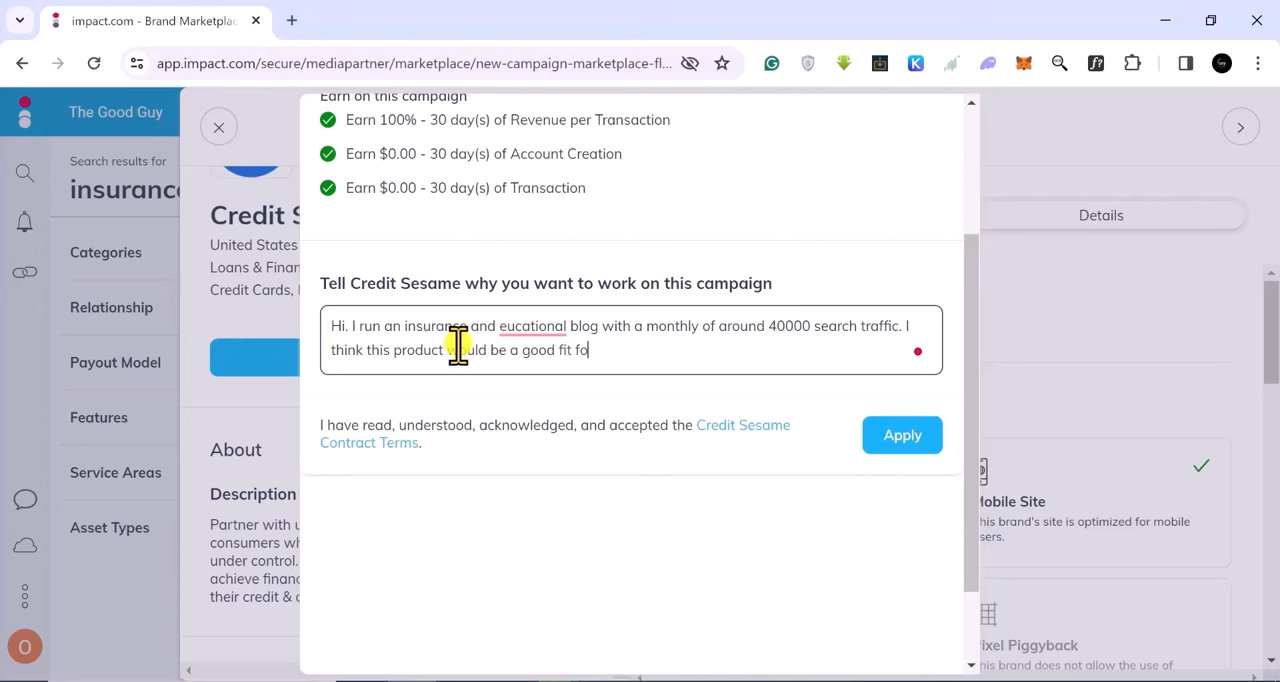 impact.com - Brand Marketplac
app.impact.com/secure/mediapartner/marketplace/new-campaign-marketplace-fl...
The Good Guy
Search results for
insurance
Categories
Relationship
Payout Model
Features
Service Areas
Asset Types
O
Credit S
United States
Loans & Finan
Credit Cards,
About
Description
Partner with u
consumers wh
under control.
achieve financ
their credit &
Earn on this campaign
Earn 100% - 30 day(s) of Revenue per Transaction
Earn $0.00 - 30 day(s) of Account Creation
Earn $0.00 - 30 day(s) of Transaction
Tell Credit Sesame why you want to work on this campaign
Hi. I run an insurance and eucational blog with a monthly of around 40000 search traffic. I
think this product would be a good fit fo
I have read, understood, acknowledged, and accepted the Credit Sesame
Contract Terms.
Apply
Details
Mobile Site
his brand's site is optimized for mobile
sers.
ixel Piggyback
his brand does not allow the use of